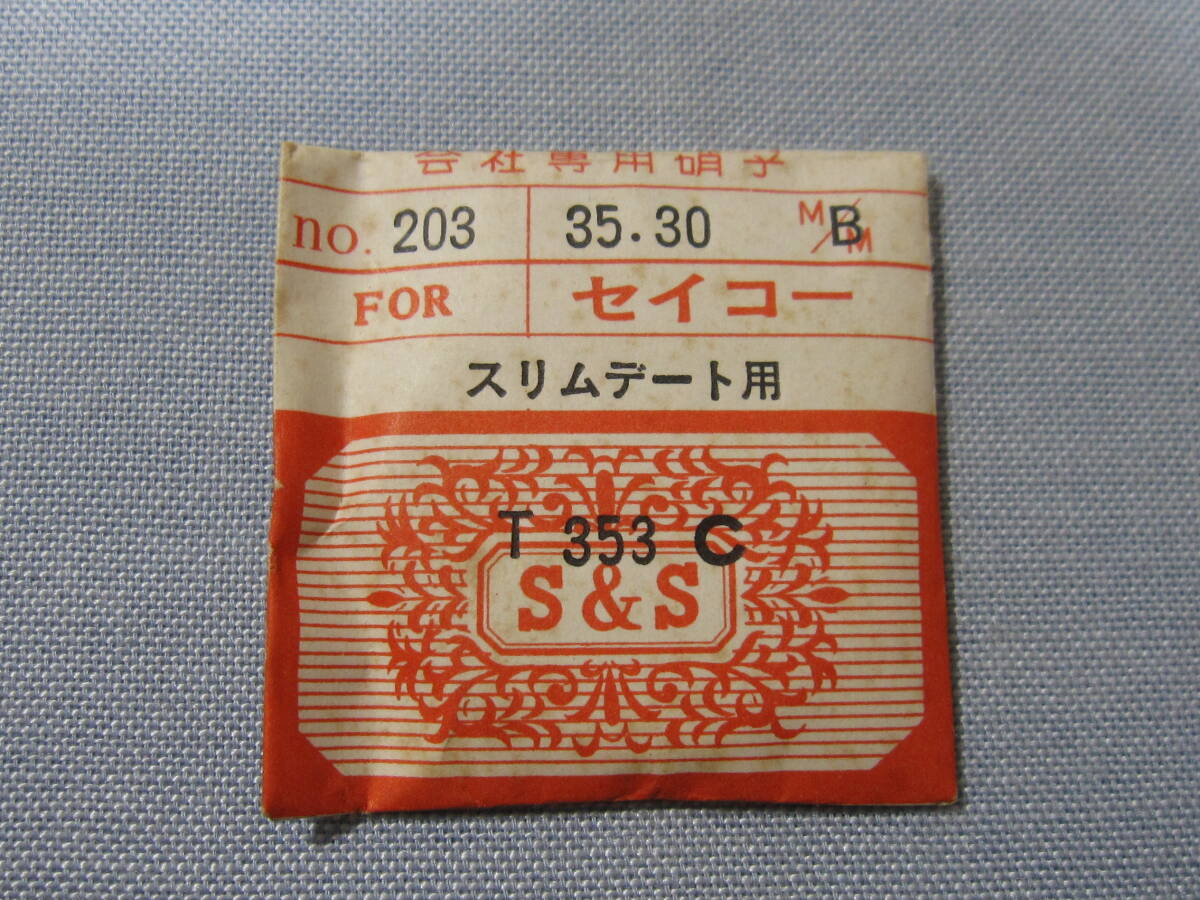 会社専用硝子
no. 203 35.30 M/M B
FOR セイコー
スリムデート用
T 353 C
S & S